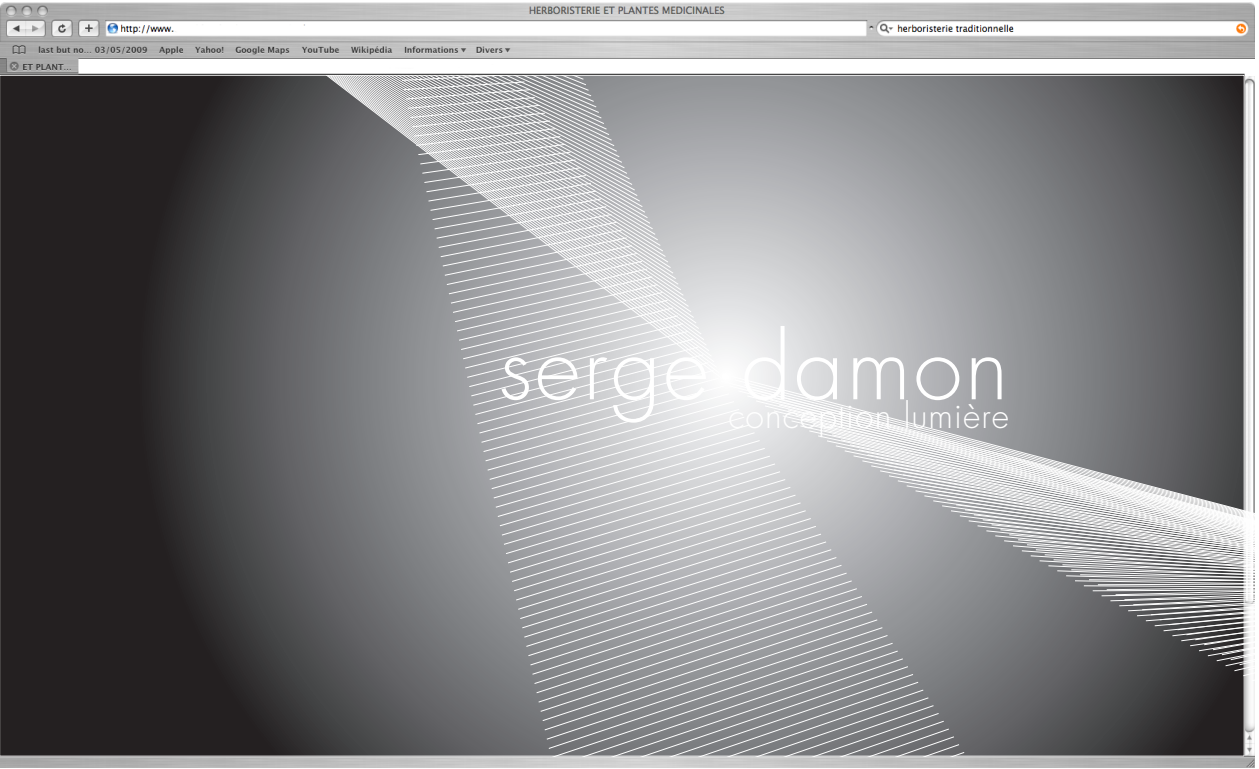 HERBORISTERIE ET PLANTES MEDICINALES
http://www.
herboristerie traditionnelle
last but no... 03/05/2009 Apple Yahoo! Google Maps YouTube Wikipédia Informations ▾ Divers ▾
ET PLANT...
serge damon
conception lumière